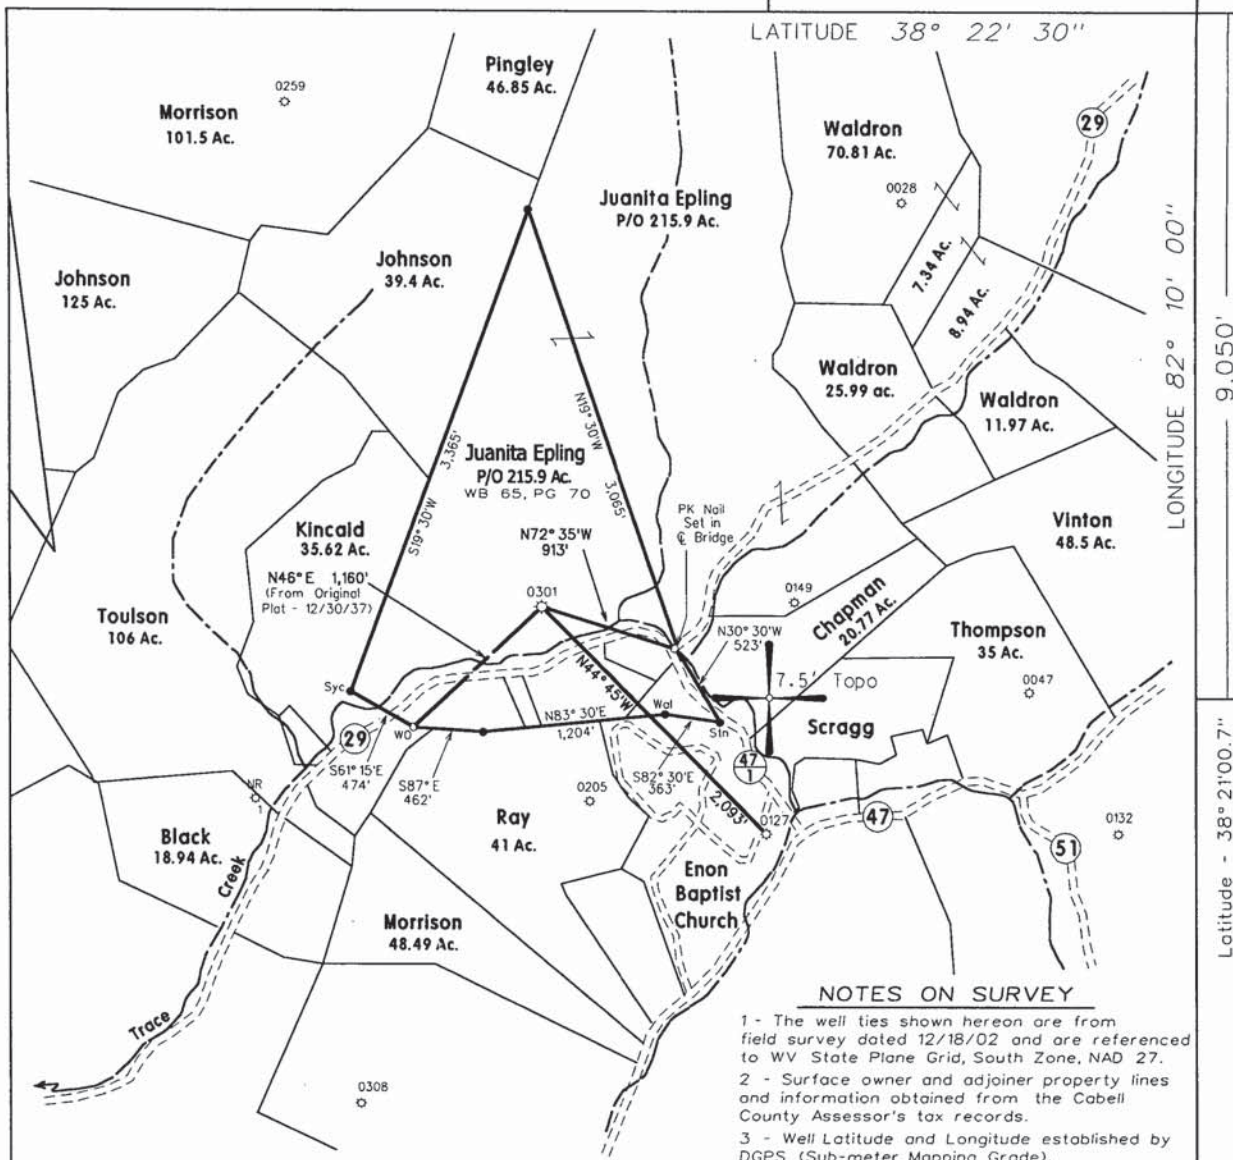 LATITUDE 38° 22' 30"
LONGITUDE 82° 10' 00"
9,050'
Latitude - 38° 21'00.7"
Pingley
46.85 Ac.
0259
Morrison
101.5 Ac.
Waldron
70.81 Ac.
29
0028
Juanita Epling
P/O 215.9 Ac.
Johnson
39.4 Ac.
Johnson
125 Ac.
7.34 Ac.
8.94 Ac.
Waldron
25.99 ac.
Waldron
11.97 Ac.
N19° 30'W
3,065'
3,365'
S19° 30'W
Juanita Epling
P/O 215.9 Ac.
WB 65, PG 70
PK Nail
Set in
℄ Bridge
Vinton
48.5 Ac.
Kincaid
35.62 Ac.
N72° 35'W
913'
N46° E 1,160'
(From Original
Plat - 12/30/37)
0301
0149
Chapman
20.77 Ac.
Toulson
106 Ac.
N30° 30'W
523'
Thompson
35 Ac.
0047
N44° 45'W
2,093'
7.5' Topo
Syc
WO
29
N83° 30'E
1,204'
Wal
Stn
Scragg
S61° 15'E
474'
S87° E
462'
S82° 30'E
363'
47
1
NR
1
0205
0127
47
0132
51
Black
18.94 Ac.
Ray
41 Ac.
Enon
Baptist
Church
Creek
Morrison
48.49 Ac.
Trace
0308
NOTES ON SURVEY
1 - The well ties shown hereon are from
field survey dated 12/18/02 and are referenced
to WV State Plane Grid, South Zone, NAD 27.
2 - Surface owner and adjoiner property lines
and information obtained from the Cabell
County Assessor's tax records.
3 - Well Latitude and Longitude established by
DGPS (Sub-meter Mapping Grade)